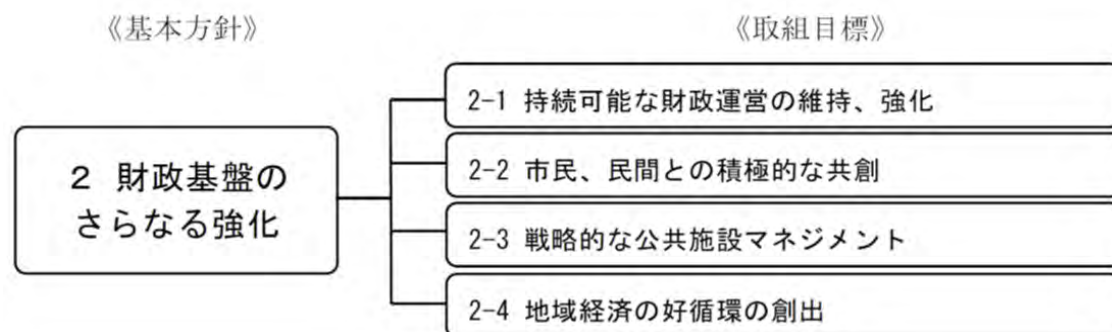 《基本方針》
《取組目標》
2 財政基盤の
さらなる強化
2-1 持続可能な財政運営の維持、強化
2-2 市民、民間との積極的な共創
2-3 戦略的な公共施設マネジメント
2-4 地域経済の好循環の創出